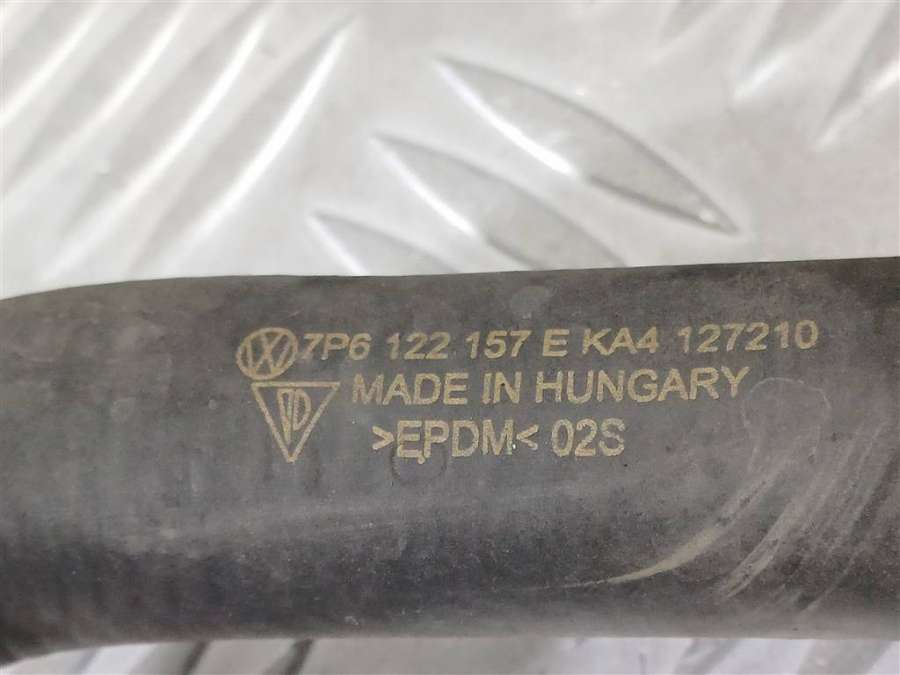 7P6 122 157 E KA4 127210
MADE IN HUNGARY
>EPDM< 02S